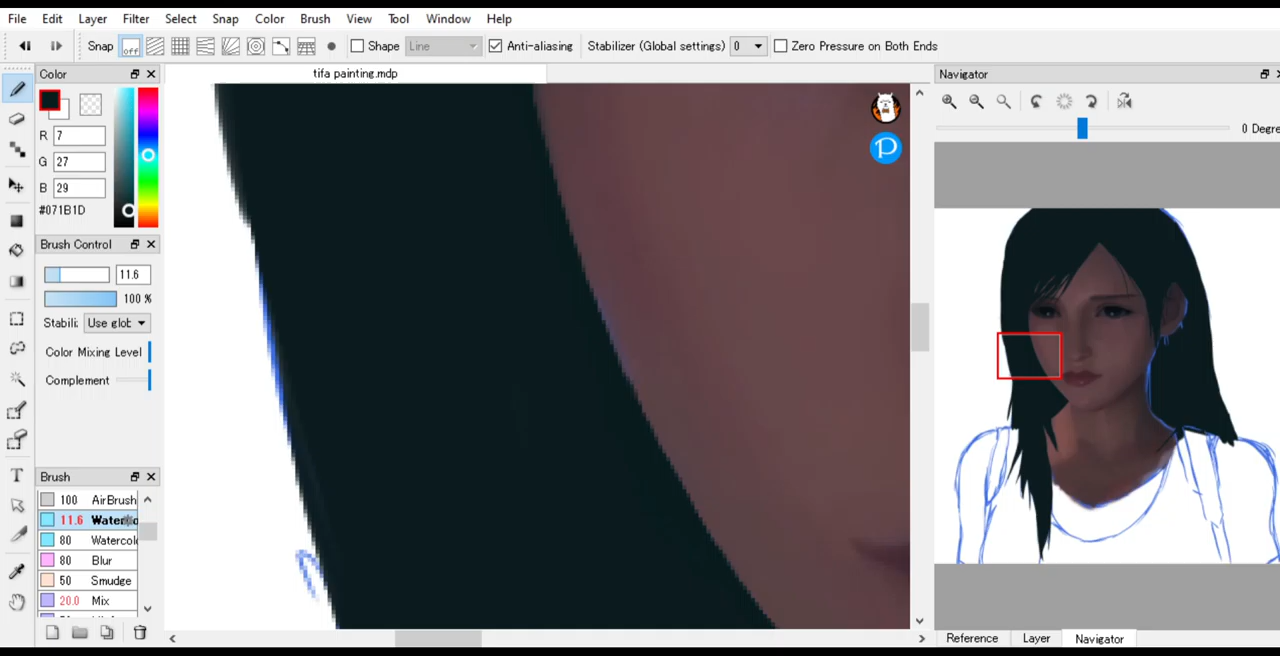 File Edit Layer Filter Select Snap Color Brush View Tool Window Help
Snap off Shape Line Anti-aliasing Stabilizer (Global settings) 0 Zero Pressure on Both Ends
Color
tifa painting.mdp
Navigator
R 7
G 27
B 29
#071B1D
0 Degre
Brush Control
11.6
100 %
Stabili: Use glob
Color Mixing Level
Complement
Brush
100 AirBrush
11.6 Waterco
80 Watercol
80 Blur
50 Smudge
20.0 Mix
Reference Layer Navigator